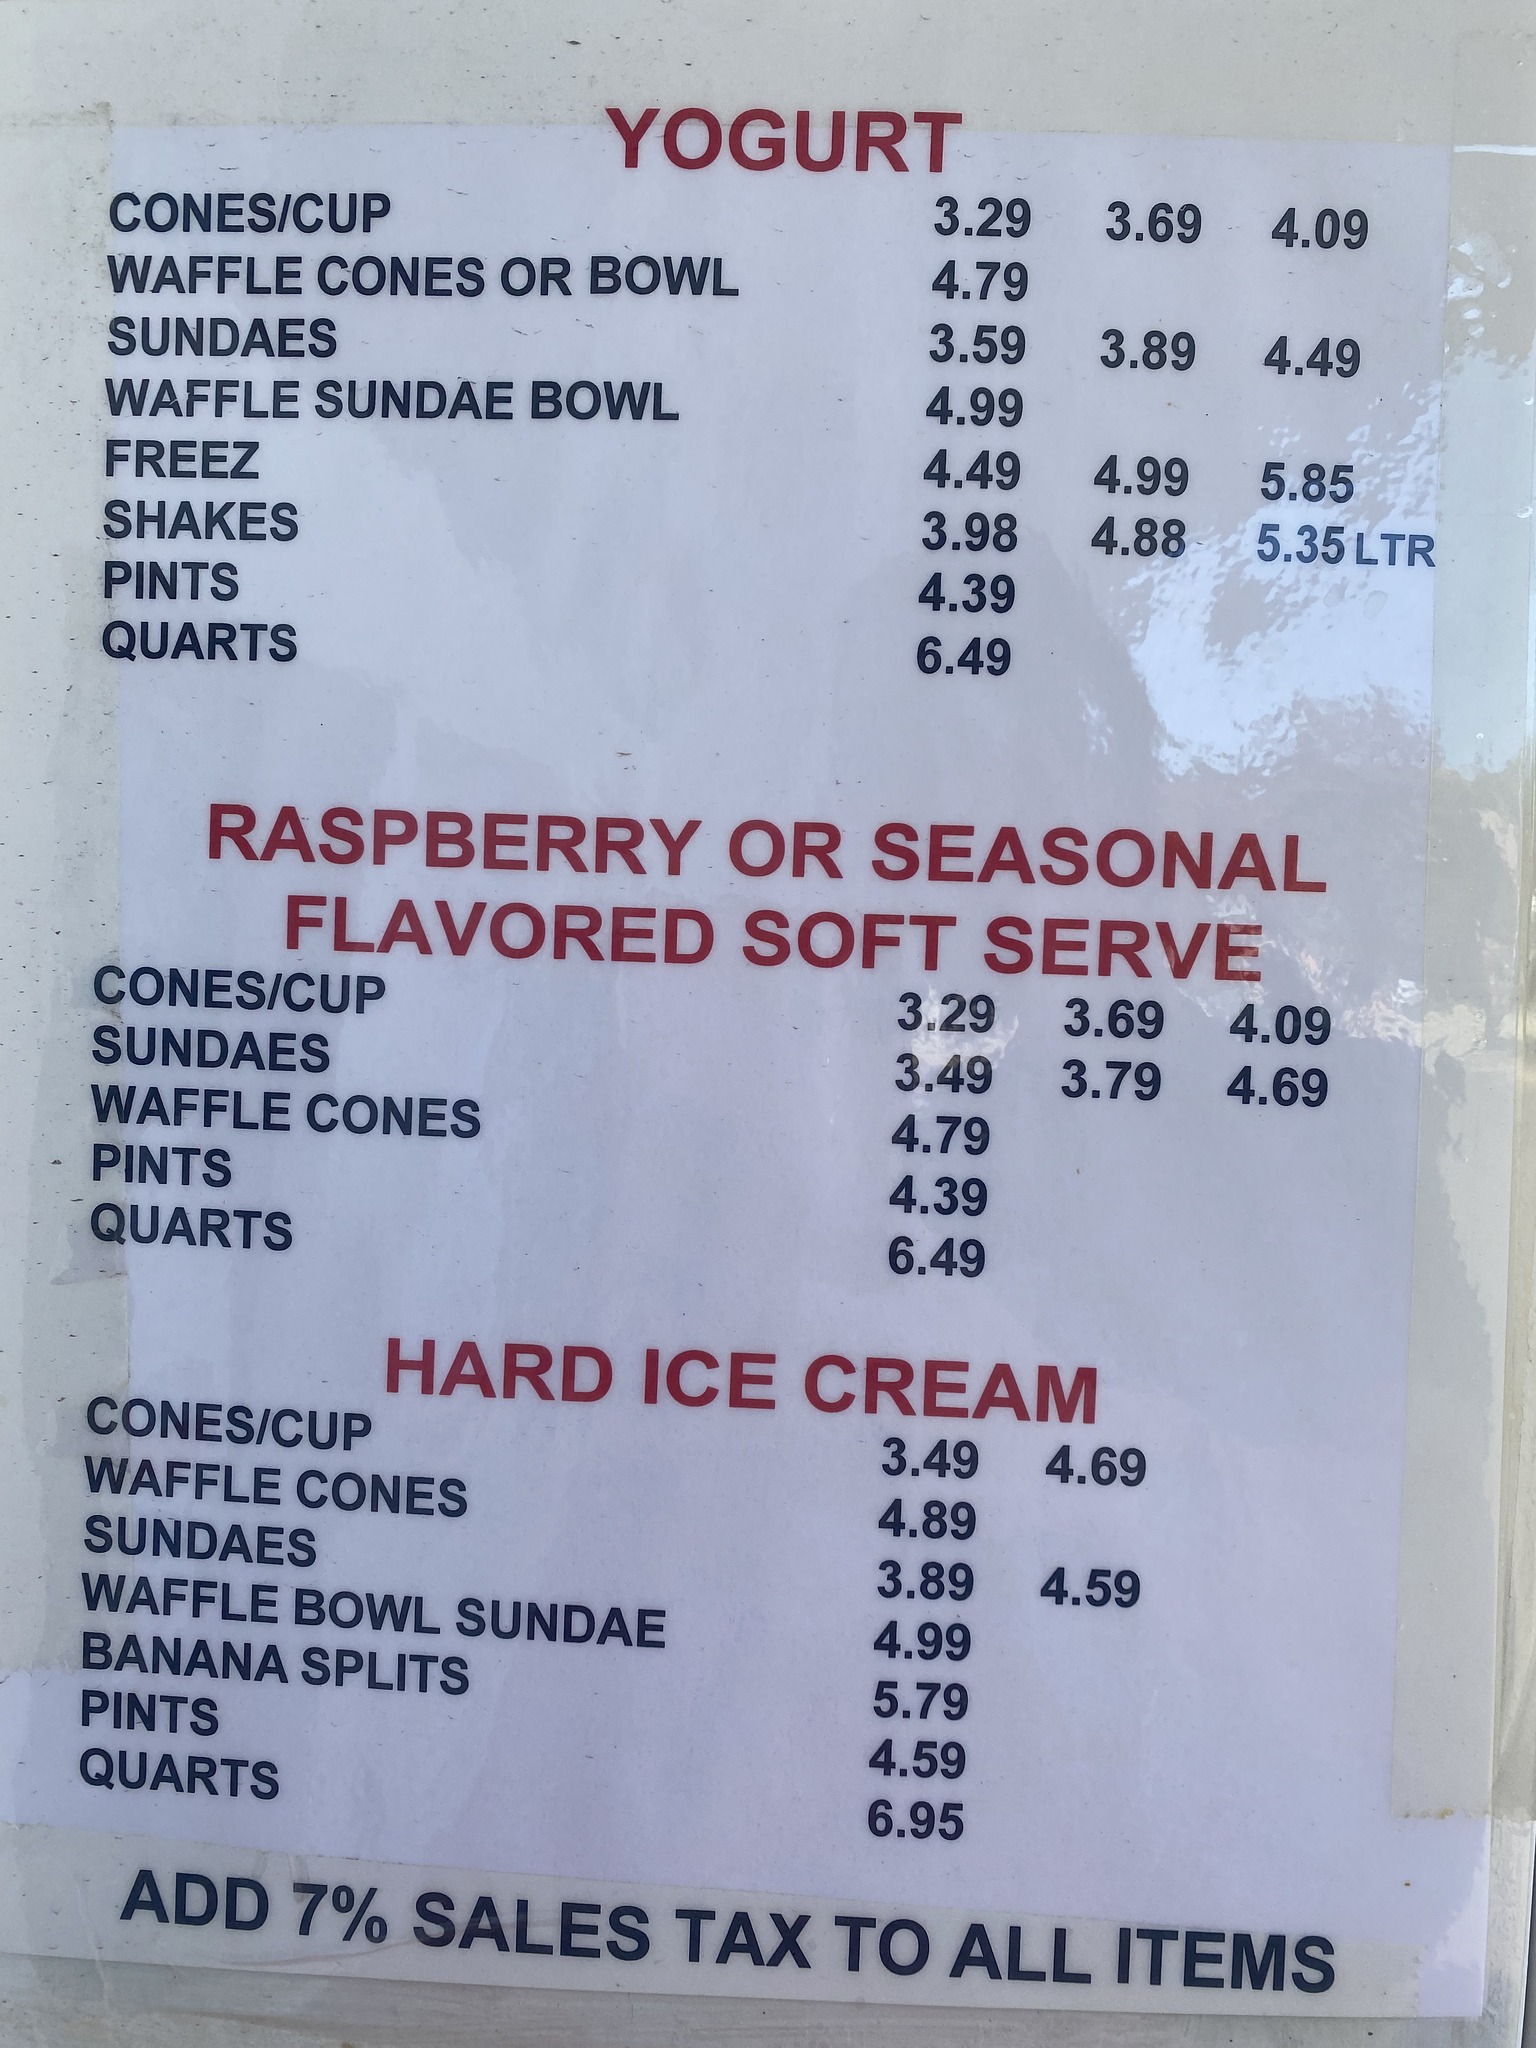 YOGURT
CONES/CUP 3.29 3.69 4.09
WAFFLE CONES OR BOWL 4.79
SUNDAES 3.59 3.89 4.49
WAFFLE SUNDAE BOWL 4.99
FREEZ 4.49 4.99 5.85
SHAKES 3.98 4.88 5.35 LTR
PINTS 4.39
QUARTS 6.49
RASPBERRY OR SEASONAL
FLAVORED SOFT SERVE
CONES/CUP 3.29 3.69 4.09
SUNDAES 3.49 3.79 4.69
WAFFLE CONES 4.79
PINTS 4.39
QUARTS 6.49
HARD ICE CREAM
CONES/CUP 3.49 4.69
WAFFLE CONES 4.89
SUNDAES 3.89 4.59
WAFFLE BOWL SUNDAE 4.99
BANANA SPLITS 5.79
PINTS 4.59
QUARTS 6.95
ADD 7% SALES TAX TO ALL ITEMS